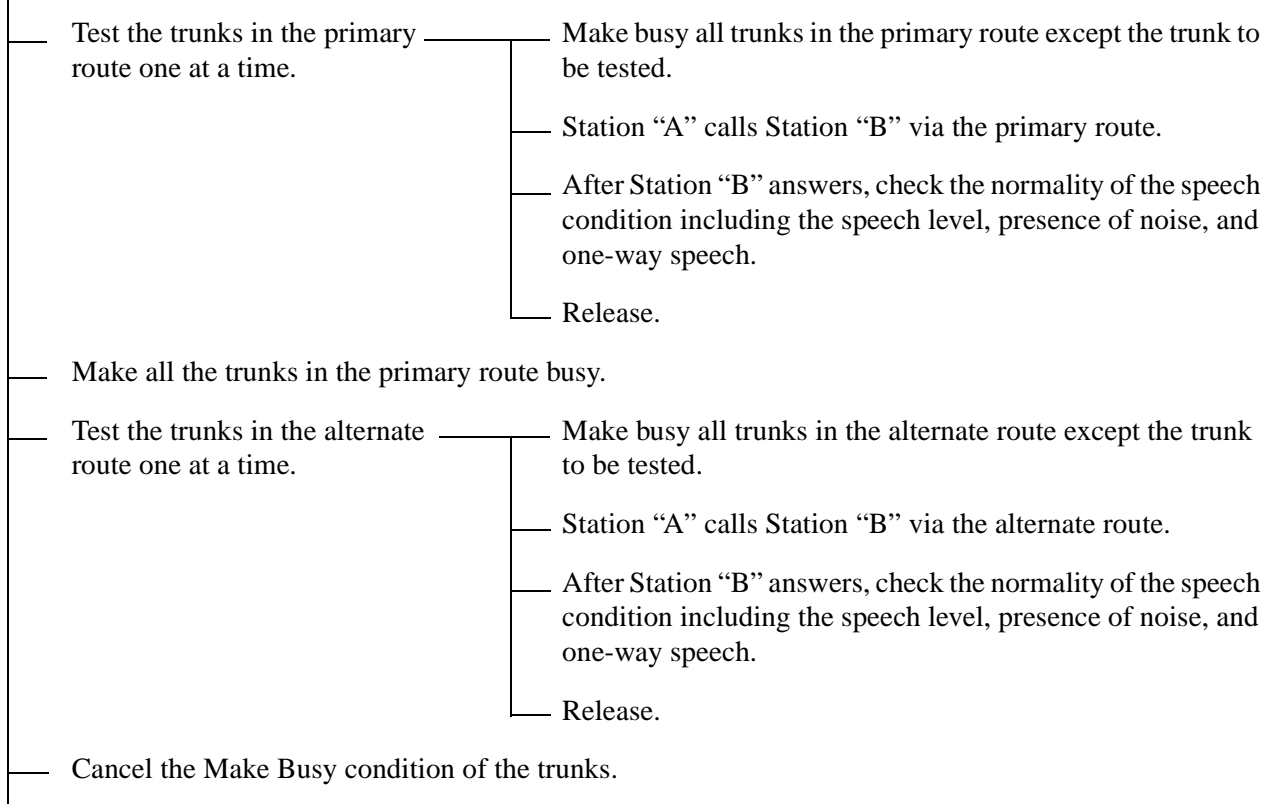 Test the trunks in the primary
route one at a time.
Make busy all trunks in the primary route except the trunk to
be tested.
Station “A” calls Station “B” via the primary route.
After Station “B” answers, check the normality of the speech
condition including the speech level, presence of noise, and
one-way speech.
Release.
Make all the trunks in the primary route busy.
Test the trunks in the alternate
route one at a time.
Make busy all trunks in the alternate route except the trunk
to be tested.
Station “A” calls Station “B” via the alternate route.
After Station “B” answers, check the normality of the speech
condition including the speech level, presence of noise, and
one-way speech.
Release.
Cancel the Make Busy condition of the trunks.